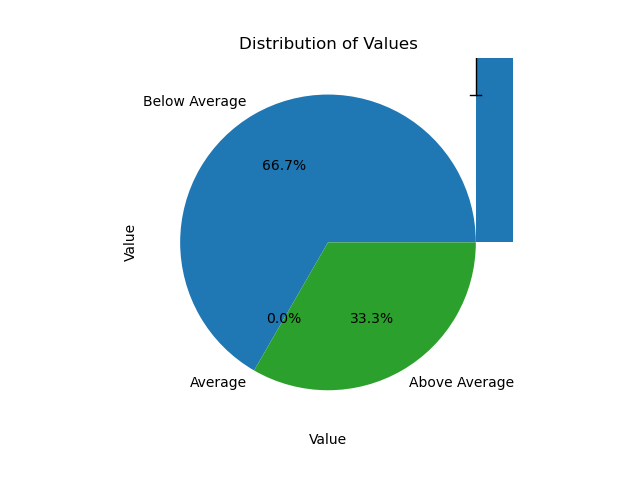 Distribution of Values
Below Average
66.7%
Value
0.0%
33.3%
Average
Above Average
Value